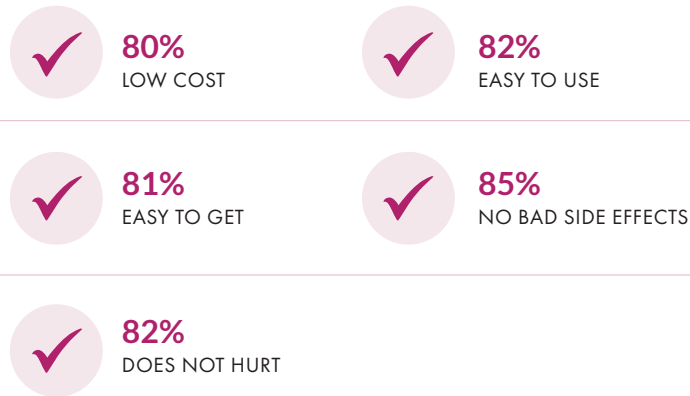 80%
LOW COST
82%
EASY TO USE
81%
EASY TO GET
85%
NO BAD SIDE EFFECTS
82%
DOES NOT HURT